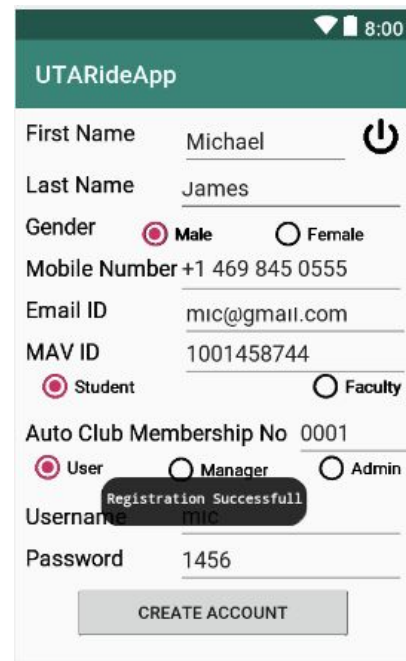 8:00
UTARideApp
First Name Michael
Last Name James
Gender Male Female
Mobile Number +1 469 845 0555
Email ID mic@gmail.com
MAV ID 1001458744
Student Faculty
Auto Club Membership No 0001
User Manager Admin
Registration Successfull
Username mic
Password 1456
CREATE ACCOUNT